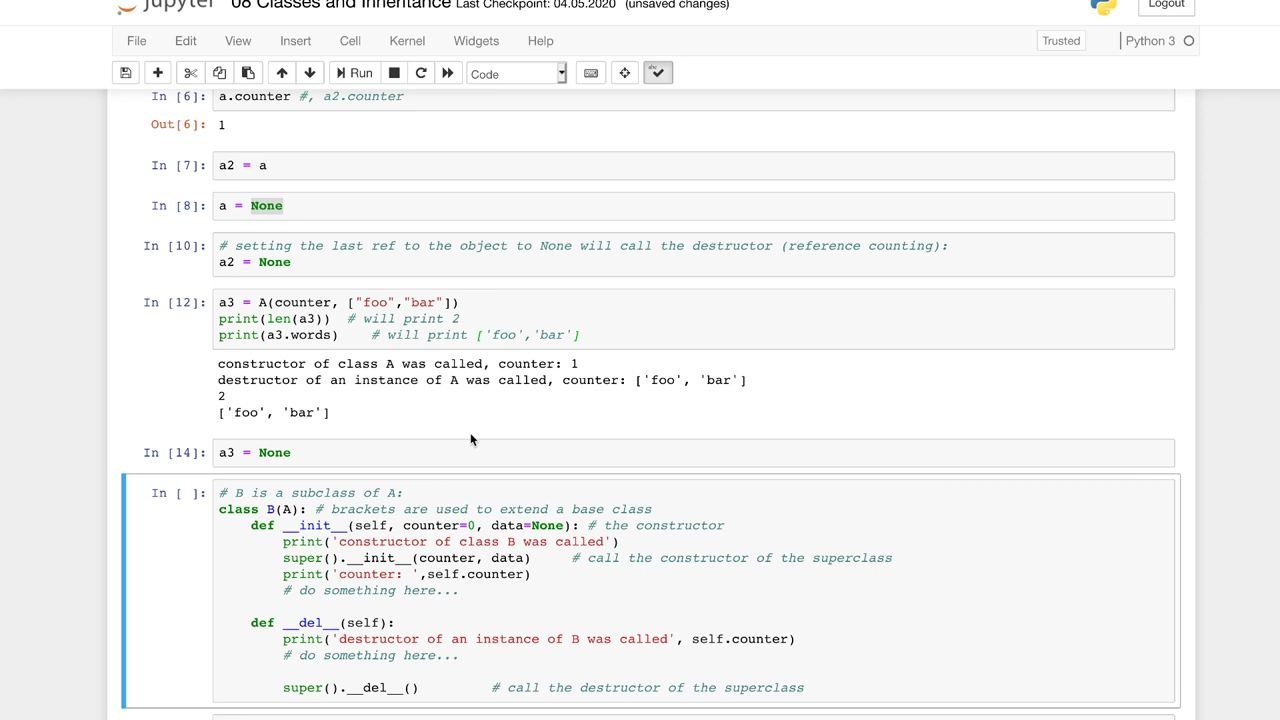 Jupyter 08 Classes and Inheritance Last Checkpoint: 04.05.2020 (unsaved changes) Logout
File Edit View Insert Cell Kernel Widgets Help Trusted Python 3
Run Code
In [6]: a.counter #, a2.counter
Out[6]: 1
In [7]: a2 = a
In [8]: a = None
In [10]: # setting the last ref to the object to None will call the destructor (reference counting):
a2 = None
In [12]: a3 = A(counter, ["foo","bar"])
print(len(a3))  # will print 2
print(a3.words)    # will print ['foo','bar']
constructor of class A was called, counter: 1
destructor of an instance of A was called, counter: ['foo', 'bar']
2
['foo', 'bar']
In [14]: a3 = None
In [ ]: # B is a subclass of A:
class B(A): # brackets are used to extend a base class
    def __init__(self, counter=0, data=None): # the constructor
        print('constructor of class B was called')
        super().__init__(counter, data)     # call the constructor of the superclass
        print('counter: ',self.counter)
        # do something here...
    def __del__(self):
        print('destructor of an instance of B was called', self.counter)
        # do something here...
        super().__del__()         # call the destructor of the superclass